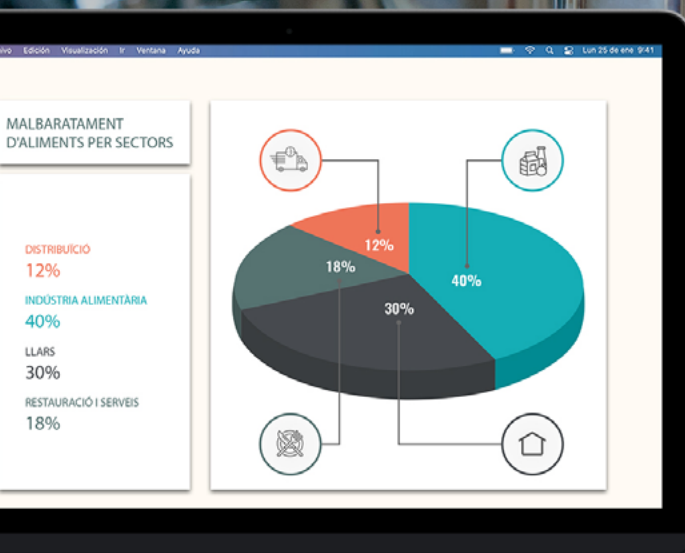 Edición Visualización Ir Ventana Ayuda
Lun 25 de ene 9:41
MALBARATAMENT
D'ALIMENTS PER SECTORS
DISTRIBUÏCIÓ
12%
INDÚSTRIA ALIMENTÀRIA
40%
LLARS
30%
RESTAURACIÓ I SERVEIS
18%
12%
18%
40%
30%